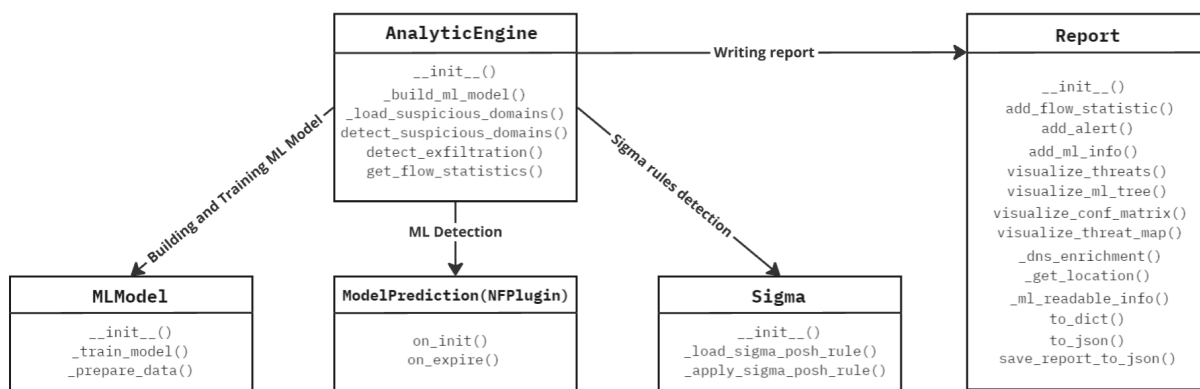 AnalyticEngine
__init__()
_build_ml_model()
_load_suspicious_domains()
detect_suspicious_domains()
detect_exfiltration()
get_flow_statistics()
Writing report
Report
__init__()
add_flow_statistic()
add_alert()
add_ml_info()
visualize_threats()
visualize_ml_tree()
visualize_conf_matrix()
visualize_threat_map()
_dns_enrichment()
_get_location()
_ml_readable_info()
to_dict()
to_json()
save_report_to_json()
Building and Training ML Model
ML Detection
Sigma rules detection
MLModel
__init__()
_train_model()
_prepare_data()
ModelPrediction(NFPlugin)
on_init()
on_expire()
Sigma
__init__()
_load_sigma_posh_rule()
_apply_sigma_posh_rule()